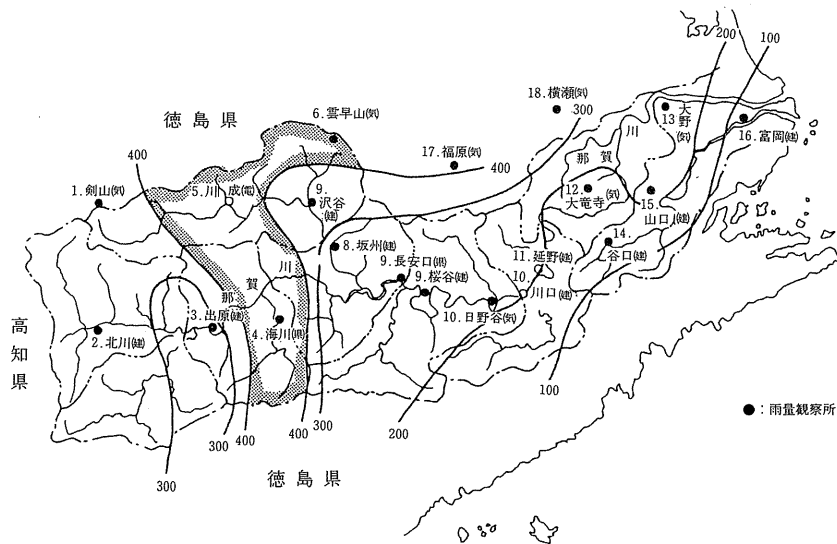 200
100
18.横瀬(気)
300
13
大野
(気)
6.雲早山(気)
徳島県
川
16.富岡(建)
400
17.福原(気)
那賀
400
1.剣山(気)
5.川成(電)
9.
沢谷
(建)
12.
大竜寺(気)
15.
山口(建)
8.坂州(建)
14.
谷口(建)
11.延野(建)
9.長安口(県)
川
10.
9.桜谷(建)
川口(建)
那賀
10.日野谷(気)
3.出原(建)
4.海川(県)
高知県
2.北川(建)
100
●:雨量観察所
200
300
400
400
300
300
徳島県